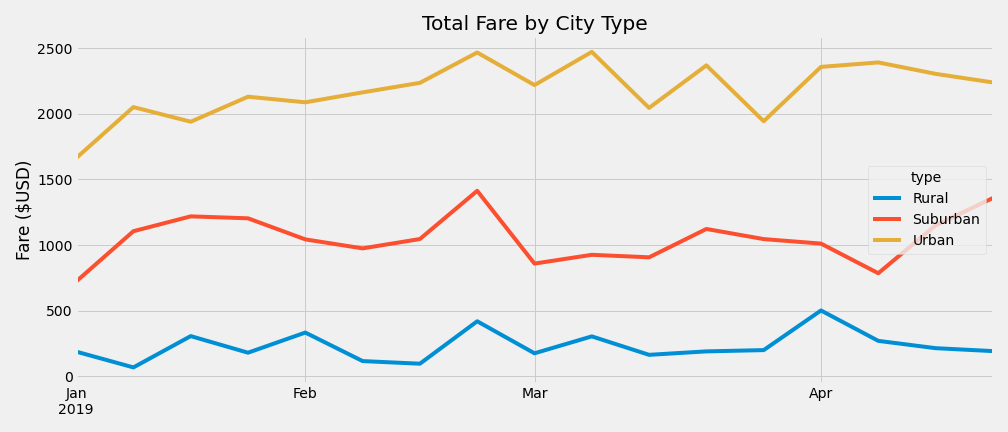 Total Fare by City Type
Fare ($USD)
2500
2000
1500
1000
500
0
type
Rural
Suburban
Urban
Jan
2019
Feb
Mar
Apr